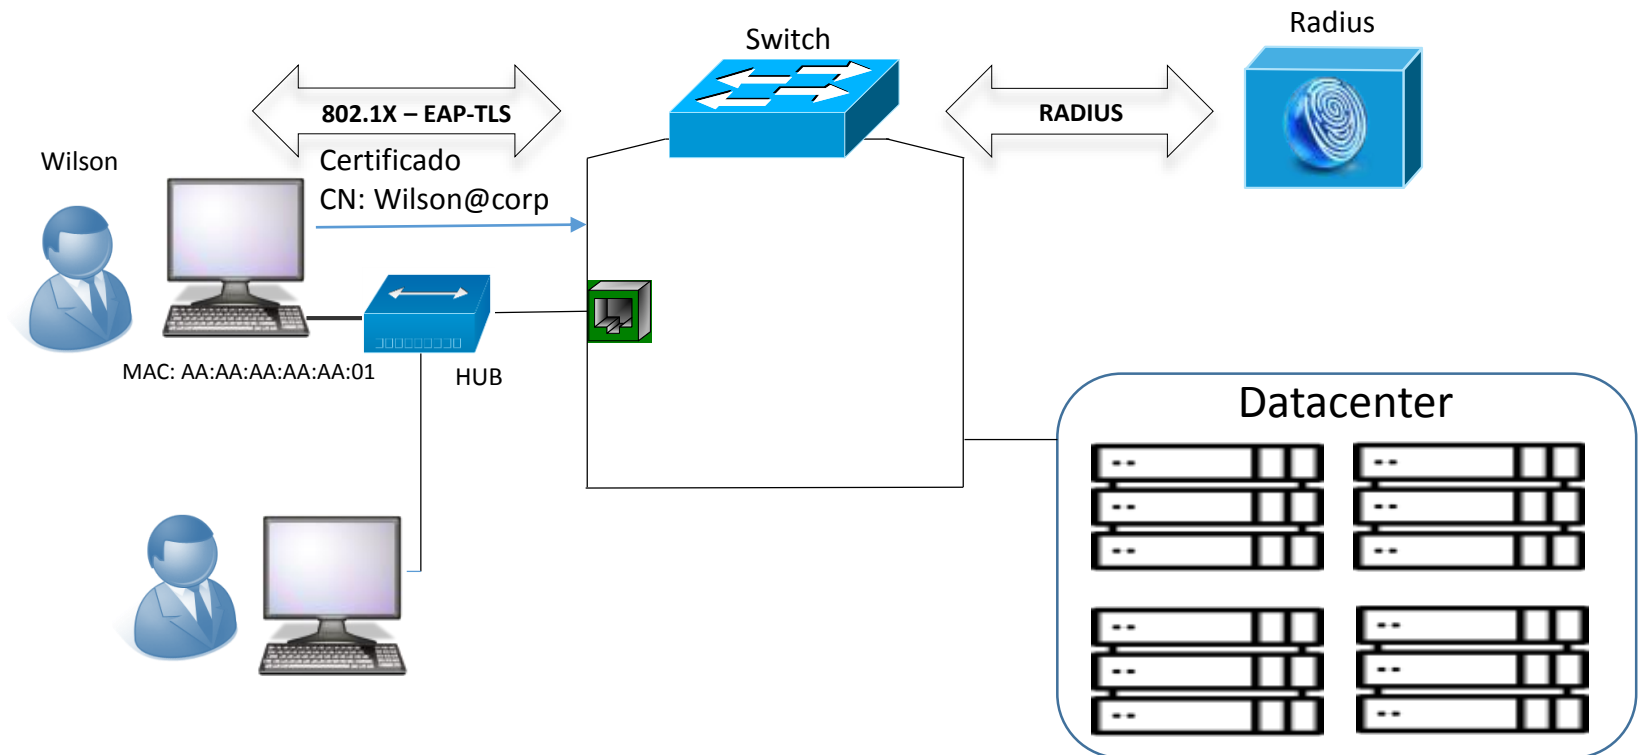 Radius
Switch
802.1X – EAP-TLS
RADIUS
Wilson
Certificado
CN: Wilson@corp
MAC: AA:AA:AA:AA:AA:01
HUB
Datacenter